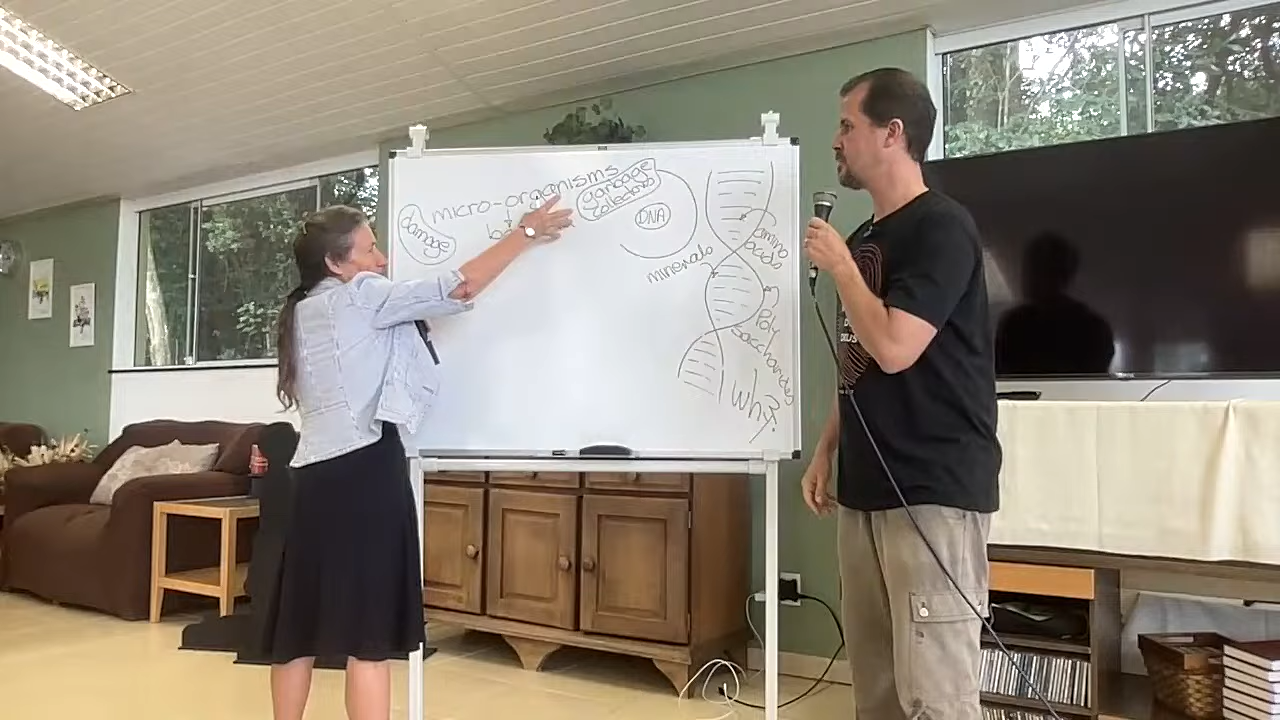 micro-organisms
damage
garbage
collectors
DNA
amino
acids
minerals
Poly
saccharides
Why?